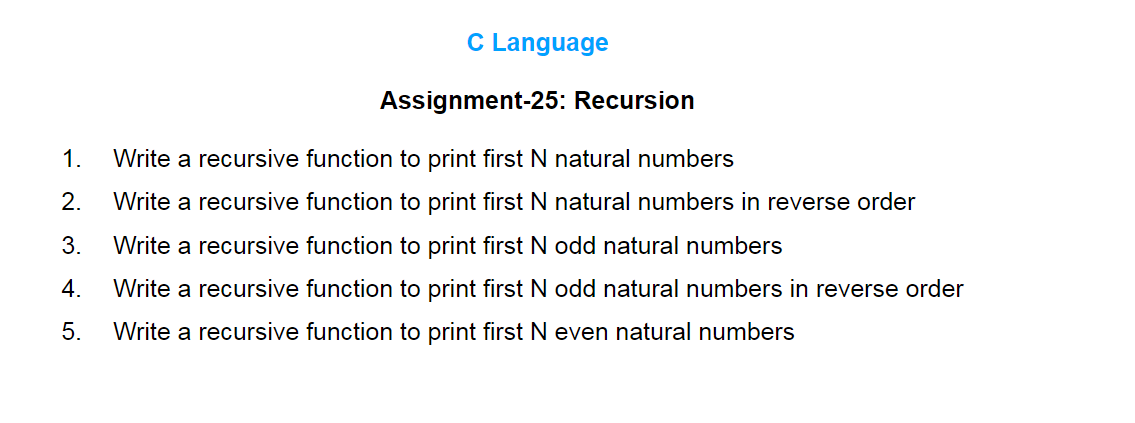 C Language
Assignment-25: Recursion
1. Write a recursive function to print first N natural numbers
2. Write a recursive function to print first N natural numbers in reverse order
3. Write a recursive function to print first N odd natural numbers
4. Write a recursive function to print first N odd natural numbers in reverse order
5. Write a recursive function to print first N even natural numbers